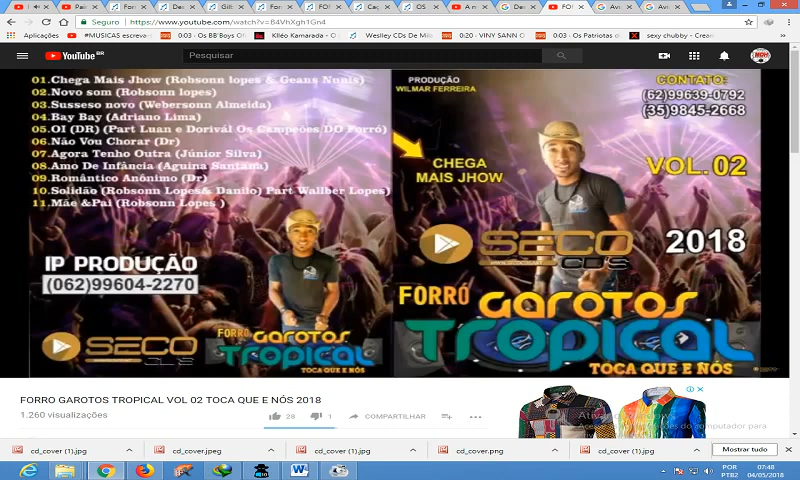 Seguro
https://www.youtube.com/watch?v=B4VhXgh1Gn4
Aplicações
#MUSICAS escreva-
0:03 - Os BB'Boys Of
Klléo Kamarada - O
Weslley CDs De Mi
0:20 - VINY SANN O
0:03 - Os Patriotas d
sexy chubby - Crean
YouTube BR
Pesquisar
01.Chega Mais Jhow (Robsonn lopes & Geans Nunis)
02.Novo som (Robsonn lopes)
03.Susseso novo (Webersonn Almeida)
04.Bay Bay (Adriano Lima)
05.OI (DR) (Part Luan e Dorivál Os Campeoes DO Forró)
06.Não Vou Chorar (Dr)
07.Agora Tenho Outra (Júnior Silva)
08.Amo De Infância (Aguina Santana)
09.Romântico Anônimo (Dr)
10.Solidão (Robsonn Lopes& Danilo) Part Wallber Lopes)
11.Mãe &Pai (Robsonn Lopes )
IP PRODUÇÃO
(062)99604-2270
SECO
CDS
FORRÓ
GAROTOS
TROPICAL
TOCA QUE E NÓS
PRODUÇÃO
WILMAR FERREIRA
CONTATO:
(62)99639-0792
(35)9845-2668
CHEGA
MAIS JHOW
VOL. 02
SECO
CDS
2018
FORRÓ
GAROTOS
TROPICAL
TOCA QUE E NÓS
FORRO GAROTOS TROPICAL VOL 02 TOCA QUE E NÓS 2018
1.260 visualizações
28
1
COMPARTILHAR
cd_cover (1).jpg
cd_cover.jpeg
cd_cover (1).jpg
cd_cover.png
cd_cover (1).jpg
Mostrar tudo
POR
PTB2
07:48
04/05/2018